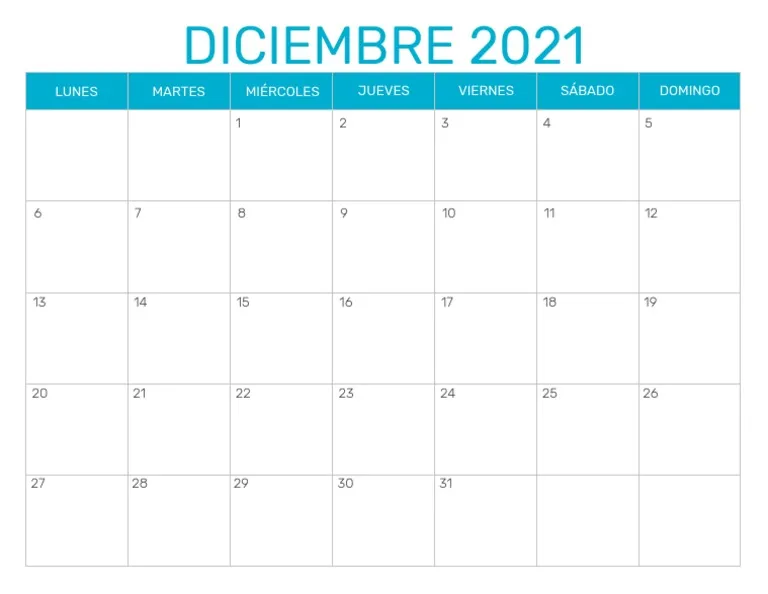 DICIEMBRE 2021
LUNES MARTES MIÉRCOLES JUEVES VIERNES SÁBADO DOMINGO
1 2 3 4 5
6 7 8 9 10 11 12
13 14 15 16 17 18 19
20 21 22 23 24 25 26
27 28 29 30 31